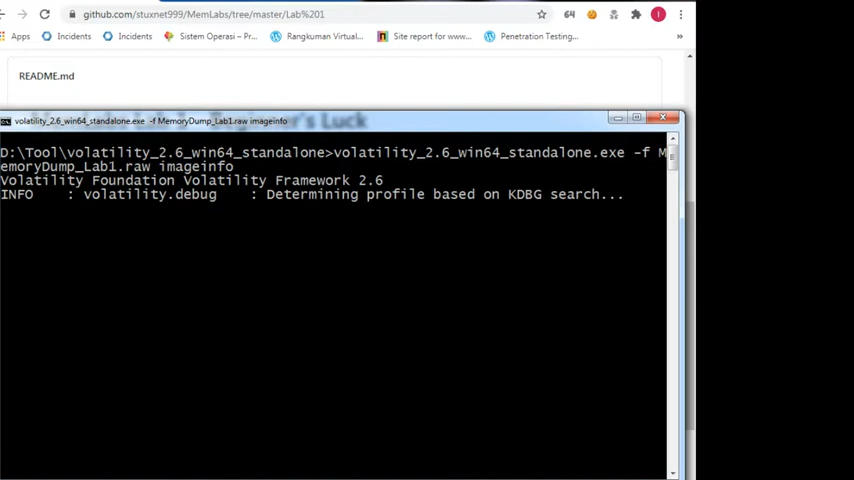 github.com/stuxnet999/MemLabs/tree/master/Lab%201
Apps Incidents Incidents Sistem Operasi – Pr... Rangkuman Virtual... Site report for www... Penetration Testing... »
README.md
Luck
volatility_2.6_win64_standalone.exe -f MemoryDump_Lab1.raw imageinfo
D:\Tool\volatility_2.6_win64_standalone>volatility_2.6_win64_standalone.exe -f M
emoryDump_Lab1.raw imageinfo
Volatility Foundation Volatility Framework 2.6
INFO    : volatility.debug    : Determining profile based on KDBG search...